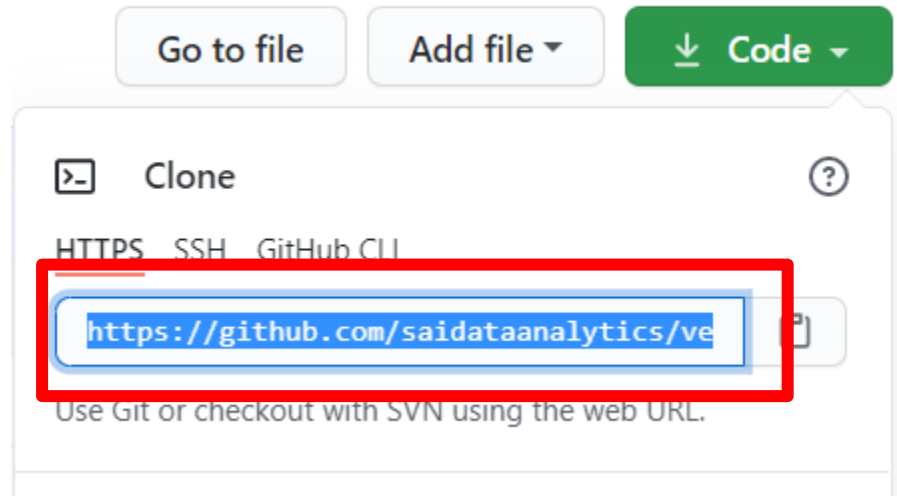 Go to file Add file Code
Clone
HTTPS SSH GitHub CLI
https://github.com/saidataanalytics/ve
Use Git or checkout with SVN using the web URL.